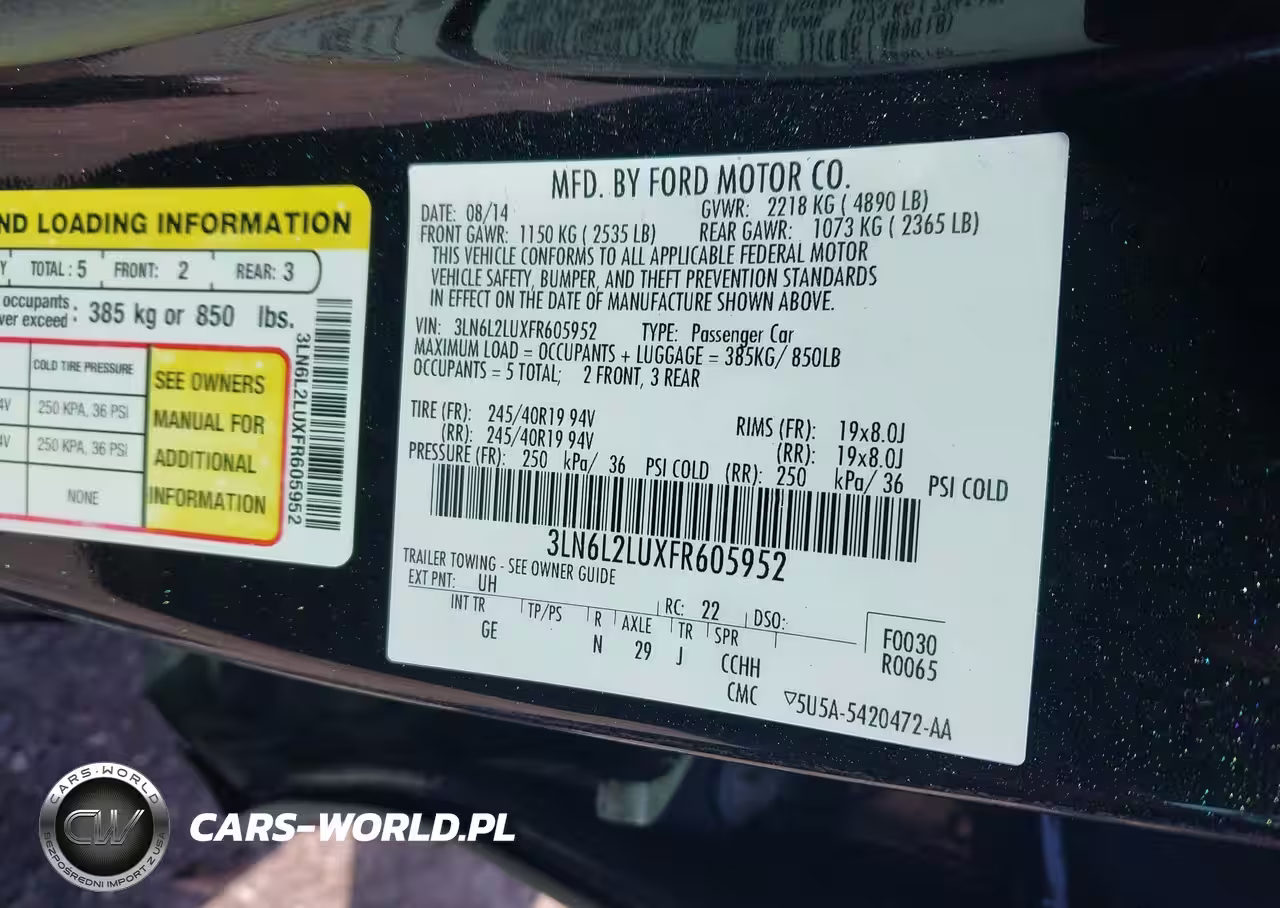 ND LOADING INFORMATION
Y TOTAL: 5 FRONT: 2 REAR: 3
occupants
ver exceed : 385 kg or 850 lbs.
COLD TIRE PRESSURE
4V 250 KPA, 36 PSI
4V 250 KPA, 36 PSI
NONE
SEE OWNERS
MANUAL FOR
ADDITIONAL
INFORMATION
3LN6L2LUXFR605952
MFD. BY FORD MOTOR CO.
DATE: 08/14 GVWR: 2218 KG ( 4890 LB)
FRONT GAWR: 1150 KG ( 2535 LB) REAR GAWR: 1073 KG ( 2365 LB)
THIS VEHICLE CONFORMS TO ALL APPLICABLE FEDERAL MOTOR
VEHICLE SAFETY, BUMPER, AND THEFT PREVENTION STANDARDS
IN EFFECT ON THE DATE OF MANUFACTURE SHOWN ABOVE.
VIN: 3LN6L2LUXFR605952 TYPE: Passenger Car
MAXIMUM LOAD = OCCUPANTS + LUGGAGE = 385KG/ 850LB
OCCUPANTS = 5 TOTAL; 2 FRONT, 3 REAR
TIRE (FR): 245/40R19 94V RIMS (FR): 19x8.0J
(RR): 245/40R19 94V (RR): 19x8.0J
PRESSURE (FR): 250 kPa/ 36 PSI COLD (RR): 250 kPa/ 36 PSI COLD
3LN6L2LUXFR605952
TRAILER TOWING - SEE OWNER GUIDE
EXT PNT: UH RC: 22 DSO:
INT TR TP/PS R AXLE TR SPR
GE N 29 J CCHH
CMC
F0030
R0065
▽5U5A-5420472-AA
CARS-WORLD
CW
BEZPOŚREDNI IMPORT Z USA
CARS-WORLD.PL